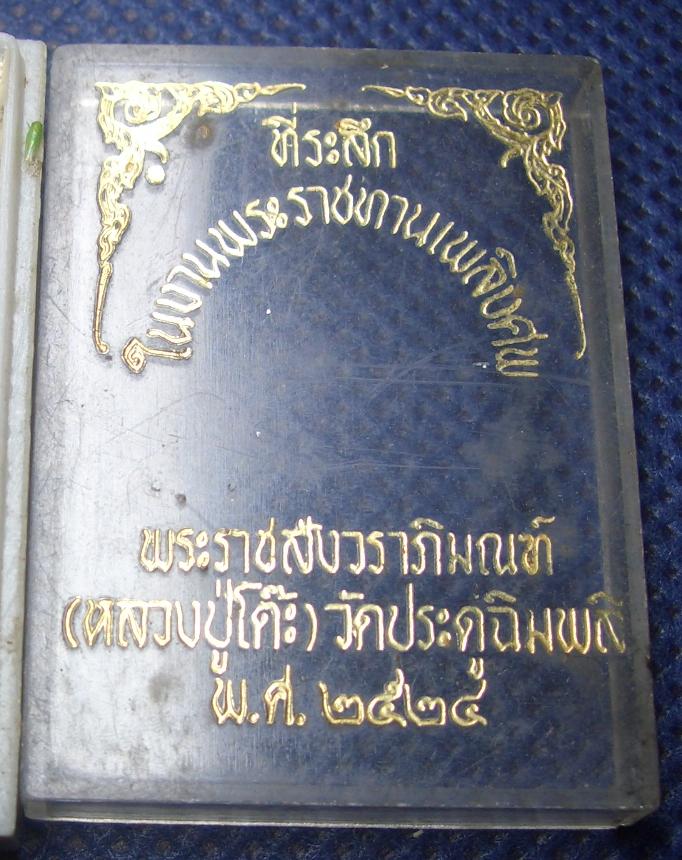 ที่ระลึก
ในงานพระราชทานเพลิงศพ
พระราชสังวราภิมณฑ์
(หลวงปู่โต๊ะ) วัดประดู่ฉิมพลี
พ.ศ. ๒๕๒๔